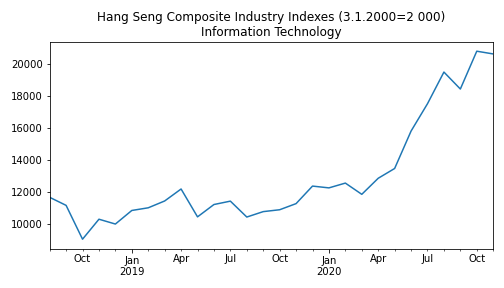 Hang Seng Composite Industry Indexes (3.1.2000=2 000)
Information Technology
20000
18000
16000
14000
12000
10000
Oct Jan Apr Jul Oct Jan Apr Jul Oct
2019 2020